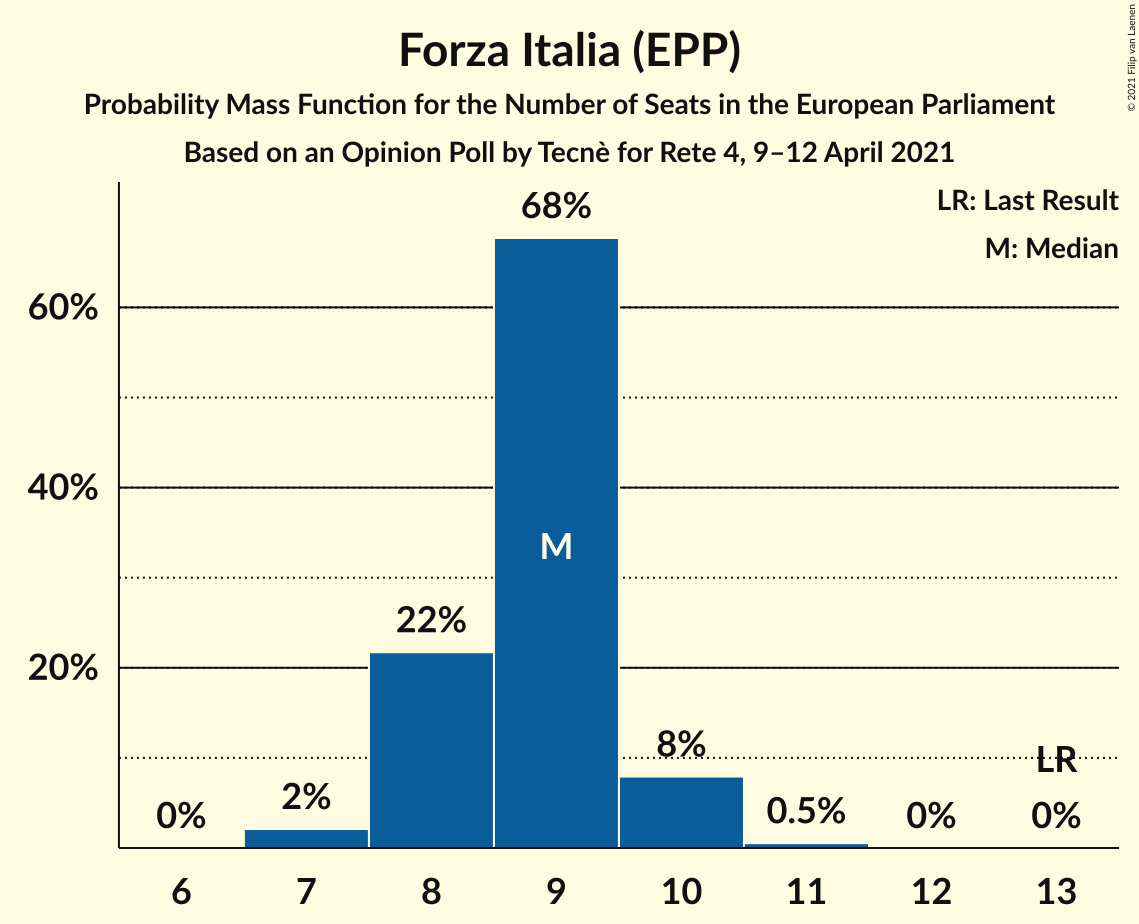 © 2021 Filip van Laenen
Forza Italia (EPP)
Probability Mass Function for the Number of Seats in the European Parliament
Based on an Opinion Poll by Tecnè for Rete 4, 9–12 April 2021
LR: Last Result
M: Median
68%
60%
40%
M
22%
20%
8%
LR
2%
0%
0.5%
0%
0%
6 7 8 9 10 11 12 13